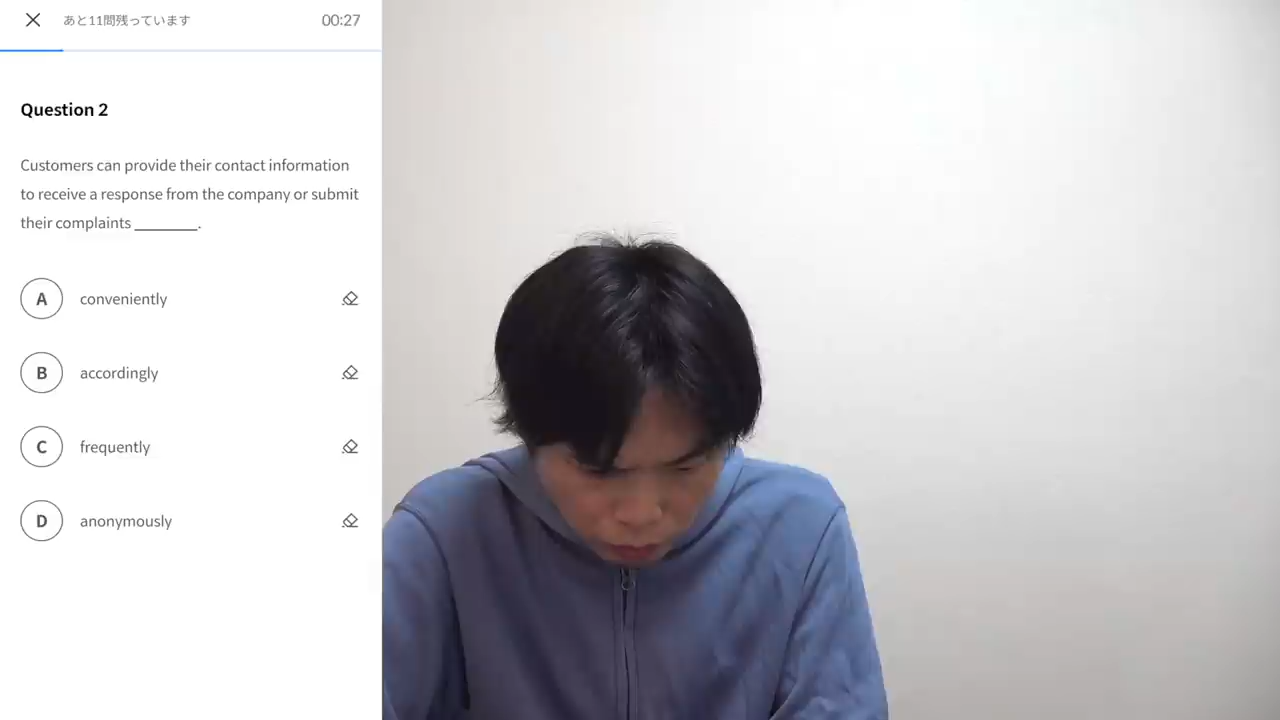 あと11問残っています
00:27
Question 2
Customers can provide their contact information
to receive a response from the company or submit
their complaints ________.
A conveniently
B accordingly
C frequently
D anonymously